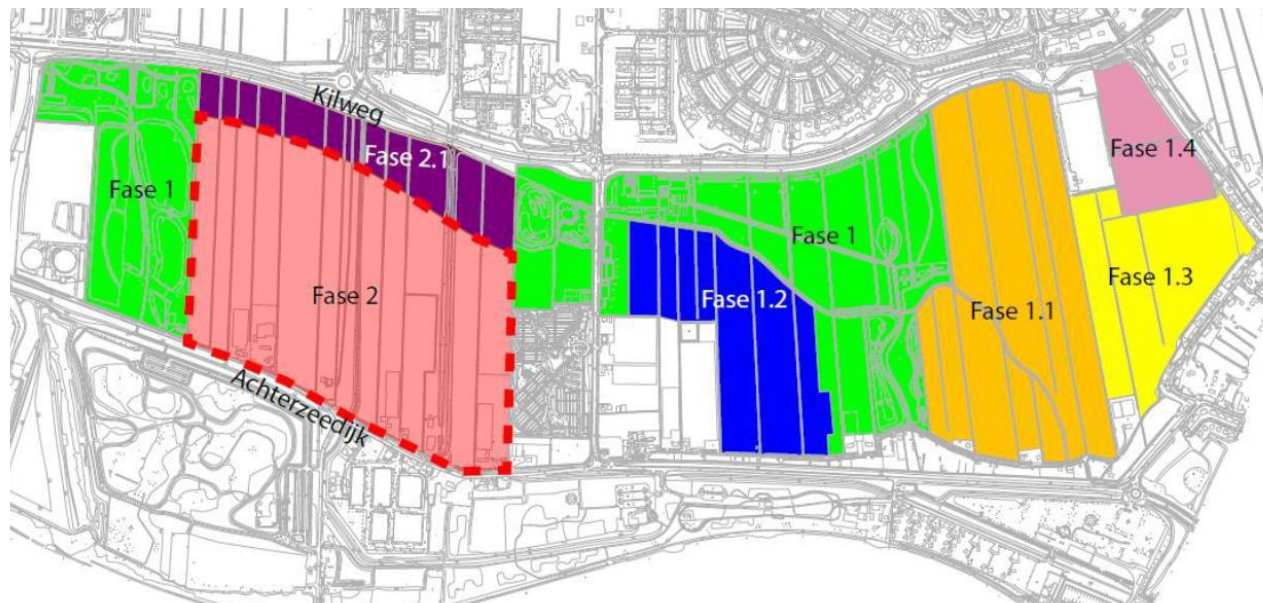 Kilweg
Fase 2.1
Fase 1.4
Fase 1
Fase 1
Fase 1.3
Fase 2
Fase 1.2
Fase 1.1
Achterzeedijk